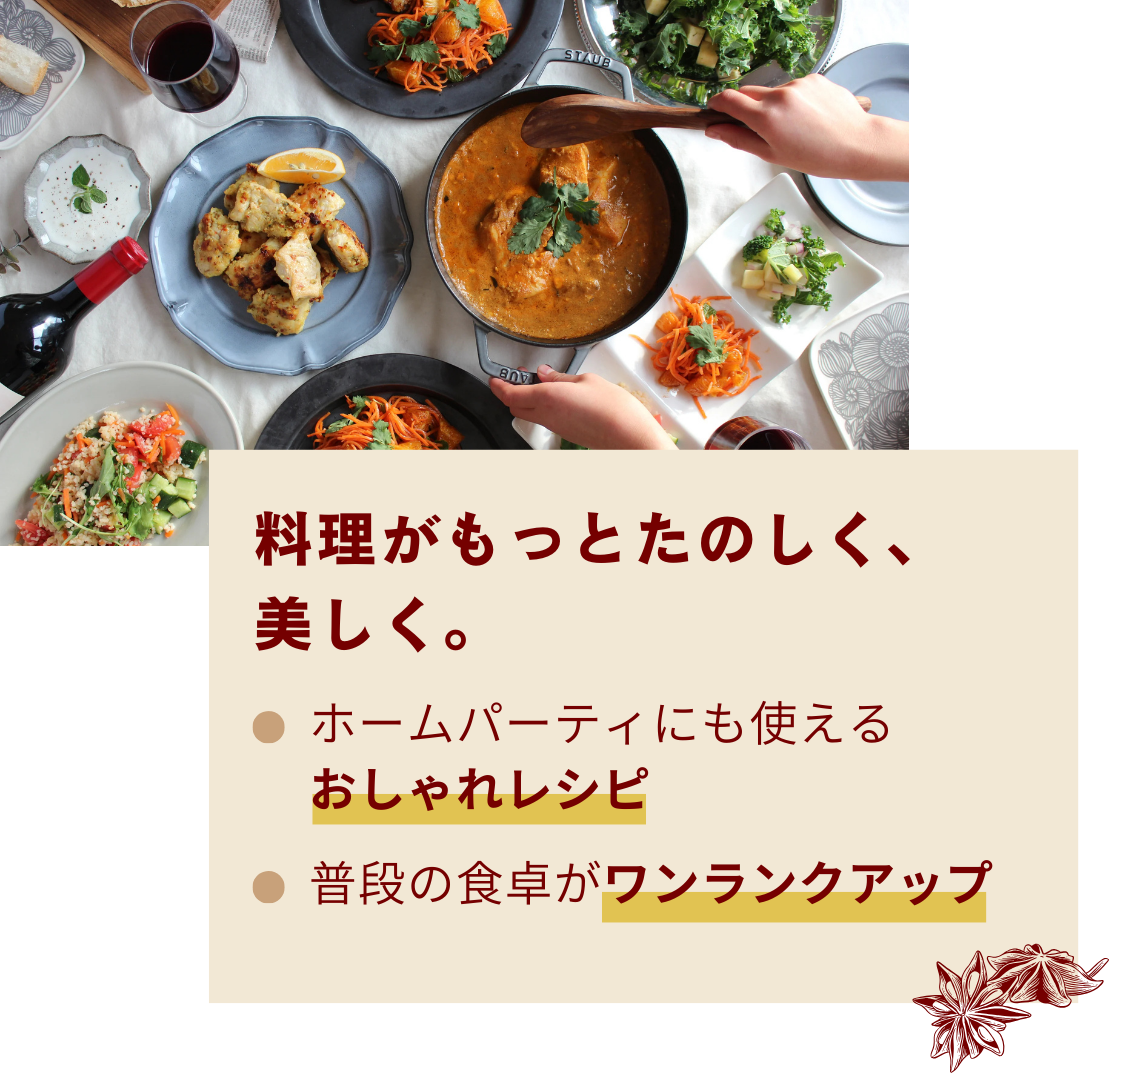 STAUB
STAUB
料理がもっとたのしく、
美しく。
ホームパーティにも使える
おしゃれレシピ
普段の食卓がワンランクアップ